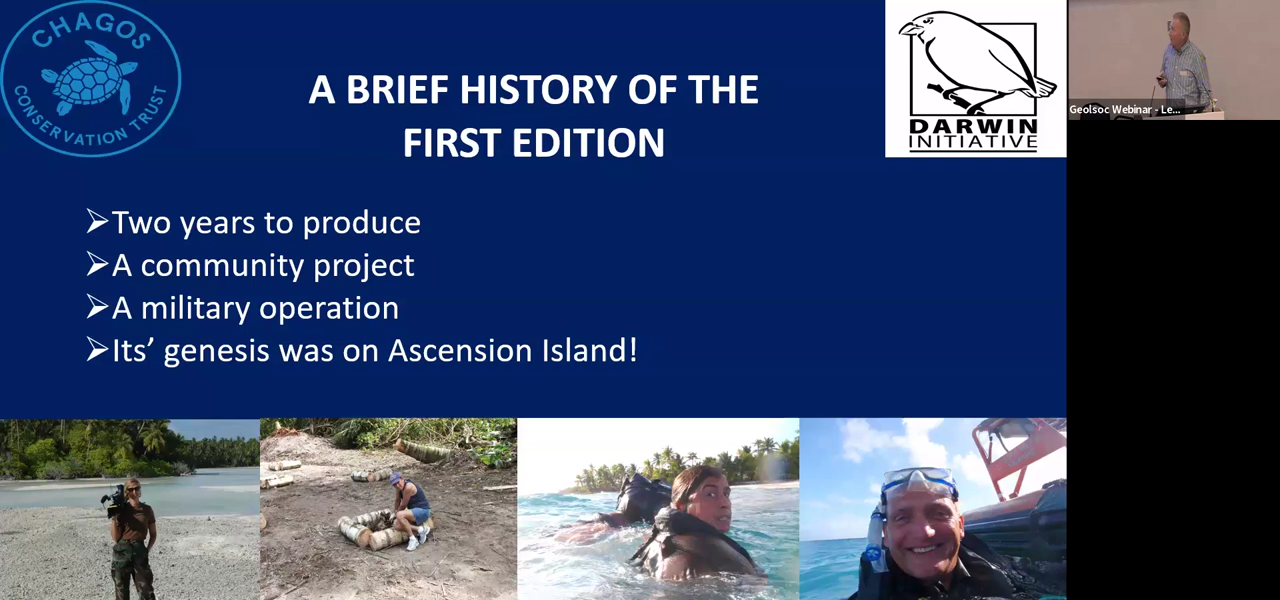 CHAGOS
CONSERVATION TRUST
A BRIEF HISTORY OF THE
FIRST EDITION
DARWIN
INITIATIVE
Geolsoc Webinar - Le...
➢Two years to produce
➢A community project
➢A military operation
➢Its’ genesis was on Ascension Island!